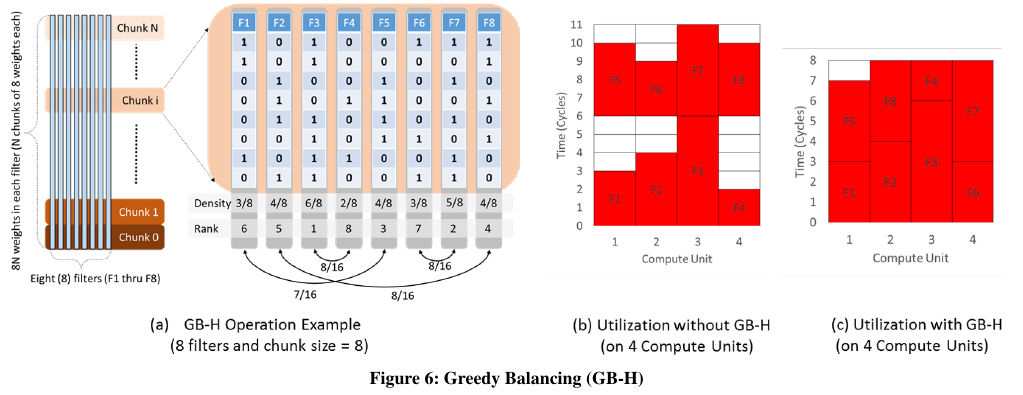 8N weights in each filter (N chunks of 8 weights each)
Chunk N
Chunk i
Chunk 1
Chunk 0
Eight (8) filters (F1 thru F8)
F1 F2 F3 F4 F5 F6 F7 F8
1 0 1 0 0 1 1 1
1 0 1 0 0 0 1 0
0 1 0 0 1 0 0 1
0 0 1 1 1 1 0 1
0 1 1 0 1 1 1 0
0 1 0 0 0 0 1 0
1 0 1 1 0 0 1 1
0 1 1 0 1 0 0 0
Density 3/8 4/8 6/8 2/8 4/8 3/8 5/8 4/8
Rank 6 5 1 8 3 7 2 4
8/16 8/16
7/16 8/16
(a) GB-H Operation Example
(8 filters and chunk size = 8)
Time (Cycles)
11
10
9
8
7
6
5
4
3
2
1
0
F5 F6 F7 F8
F1 F2 F3 F4
1 2 3 4
Compute Unit
(b) Utilization without GB-H
(on 4 Compute Units)
Time (Cycles)
8
7
6
5
4
3
2
1
0
F5 F8 F4 F7
F1 F2 F3 F6
1 2 3 4
Compute Unit
(c) Utilization with GB-H
(on 4 Compute Units)
Figure 6: Greedy Balancing (GB-H)